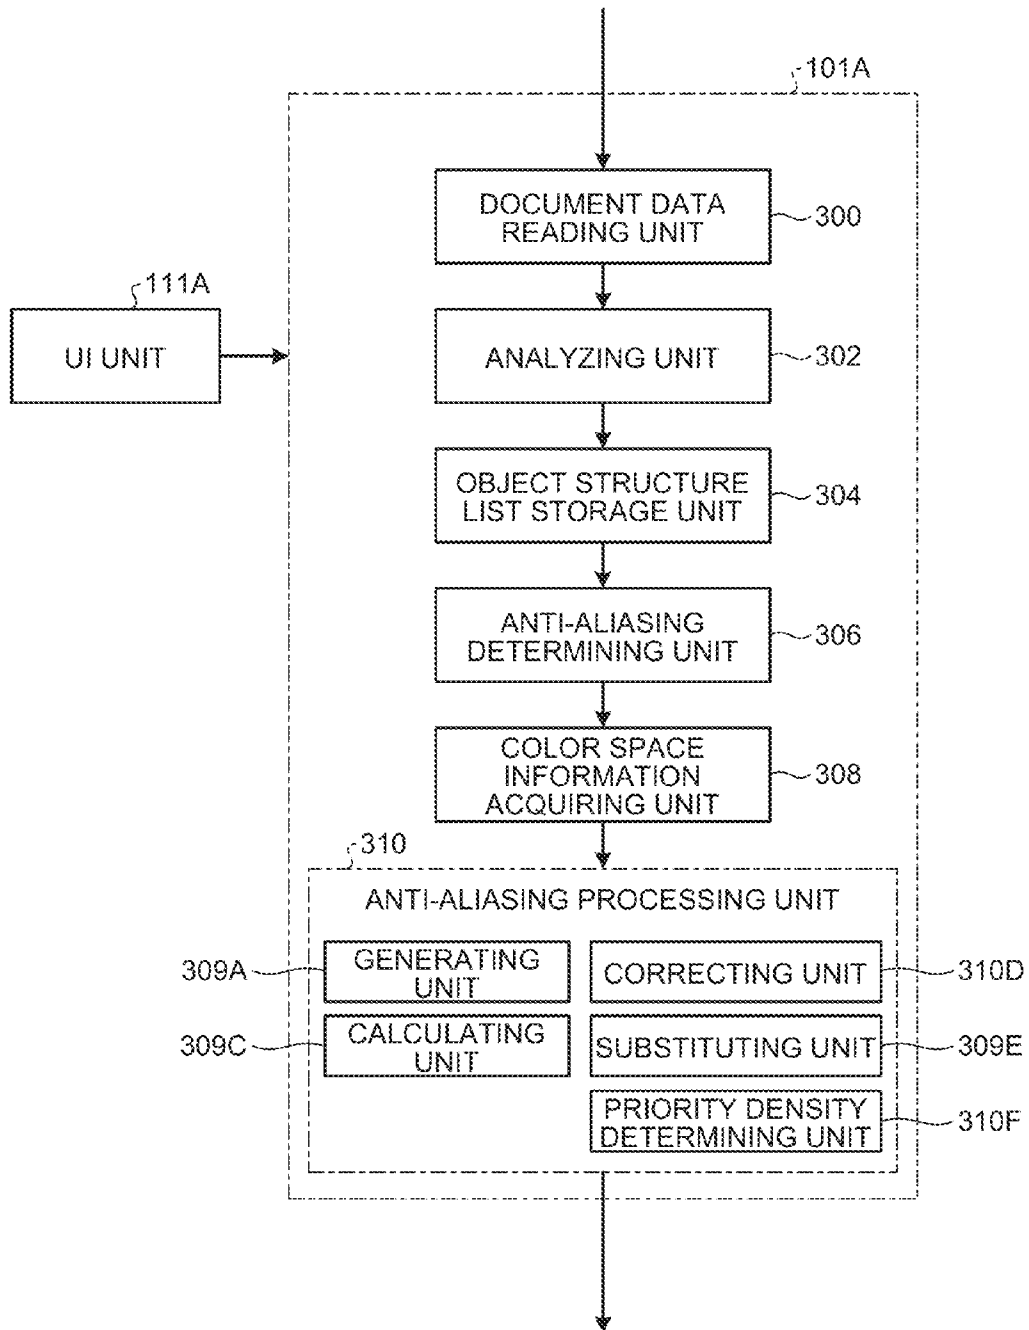 101A
DOCUMENT DATA
READING UNIT
300
111A
UI UNIT
ANALYZING UNIT
302
OBJECT STRUCTURE
LIST STORAGE UNIT
304
ANTI-ALIASING
DETERMINING UNIT
306
COLOR SPACE
INFORMATION
ACQUIRING UNIT
308
310
ANTI-ALIASING PROCESSING UNIT
309A
GENERATING
UNIT
CORRECTING UNIT
310D
309C
CALCULATING
UNIT
SUBSTITUTING UNIT
309E
PRIORITY DENSITY
DETERMINING UNIT
310F